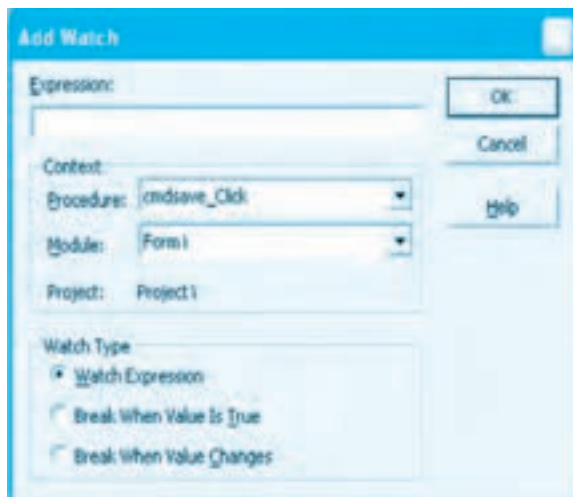 Add Watch
Expression:
OK
Cancel
Help
Context
Procedure: cmdsave_Click
Module: Form1
Project: Project1
Watch Type
Watch Expression
Break When Value Is True
Break When Value Changes